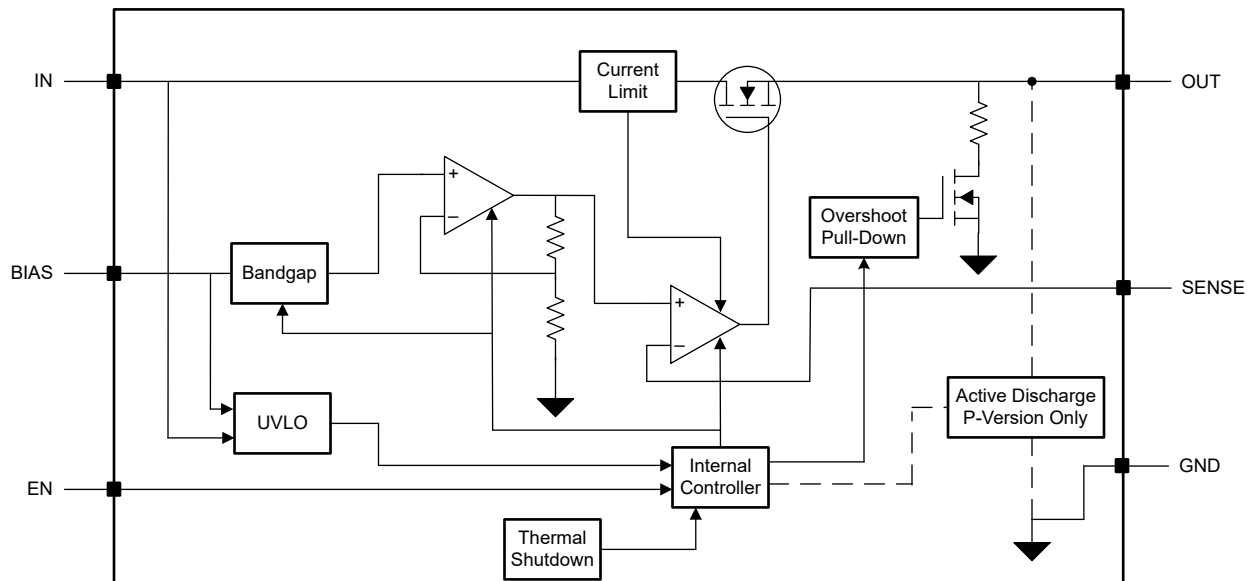 IN
Current
Limit
OUT
+
−
Overshoot
Pull-Down
BIAS
Bandgap
SENSE
+
−
Active Discharge
P-Version Only
UVLO
Internal
Controller
GND
EN
Thermal
Shutdown